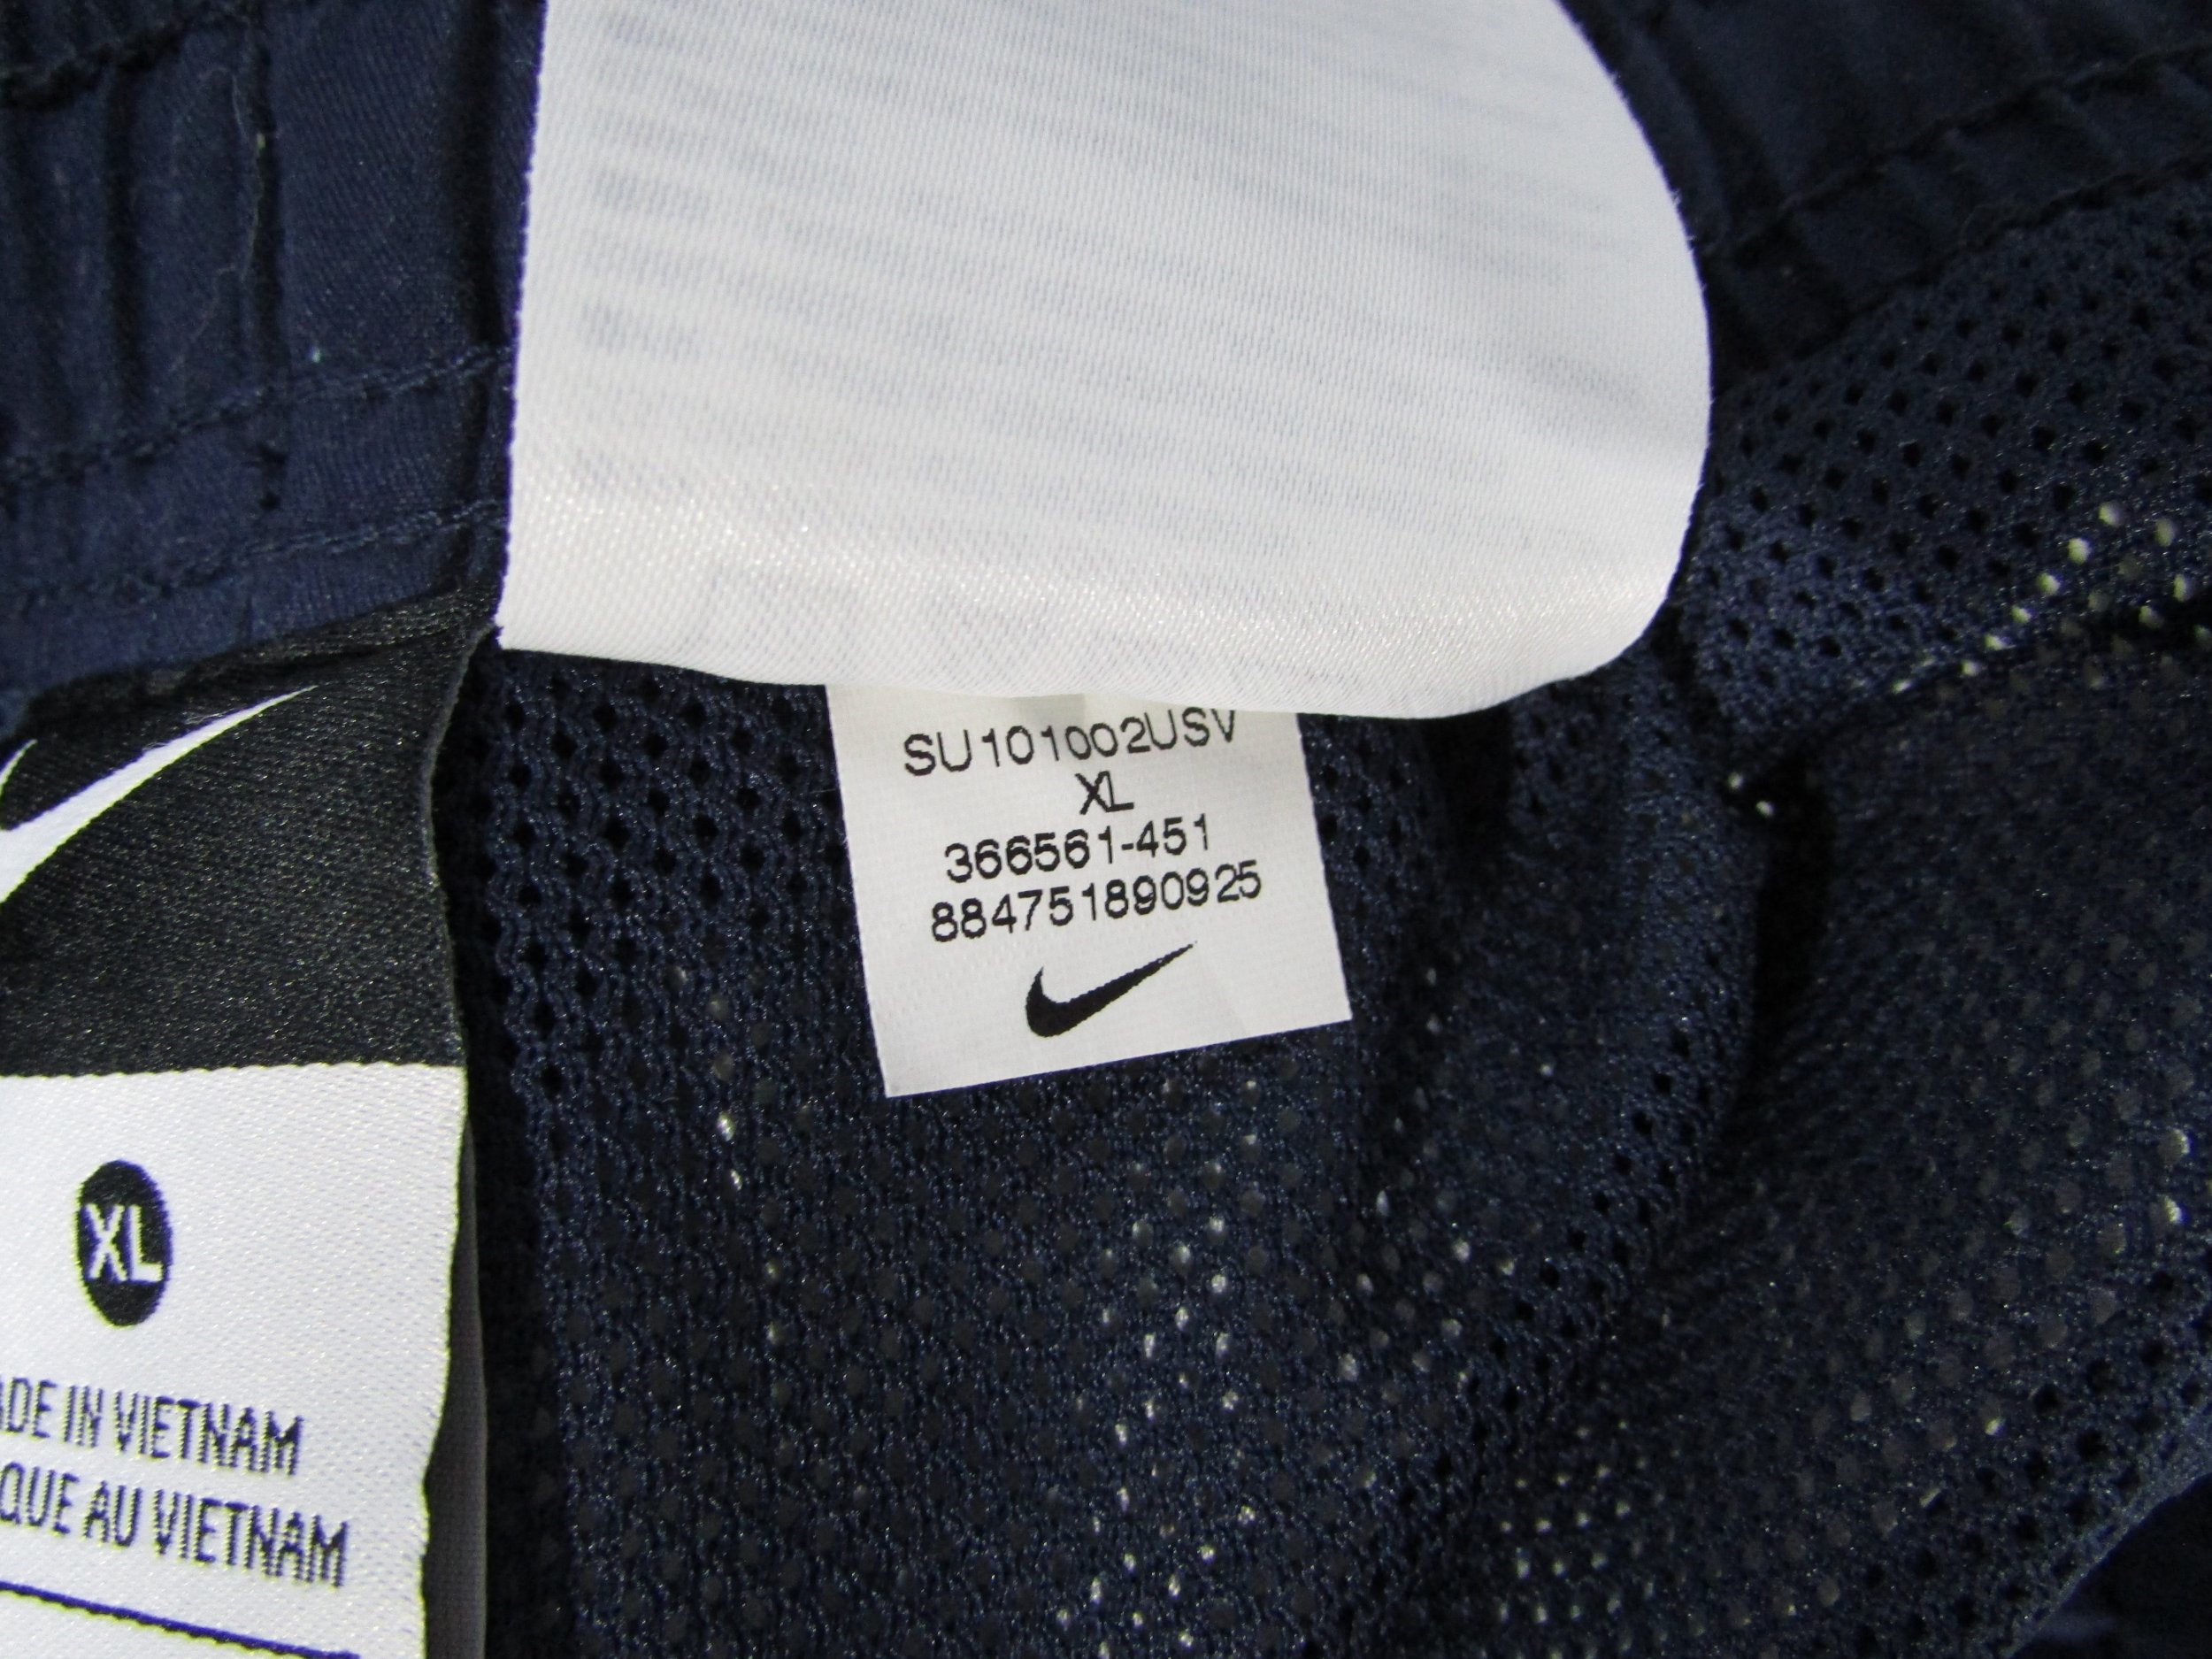 SU101002USV
XL
366561-451
884751890925
XL
ADE IN VIETNAM
QUE AU VIETNAM